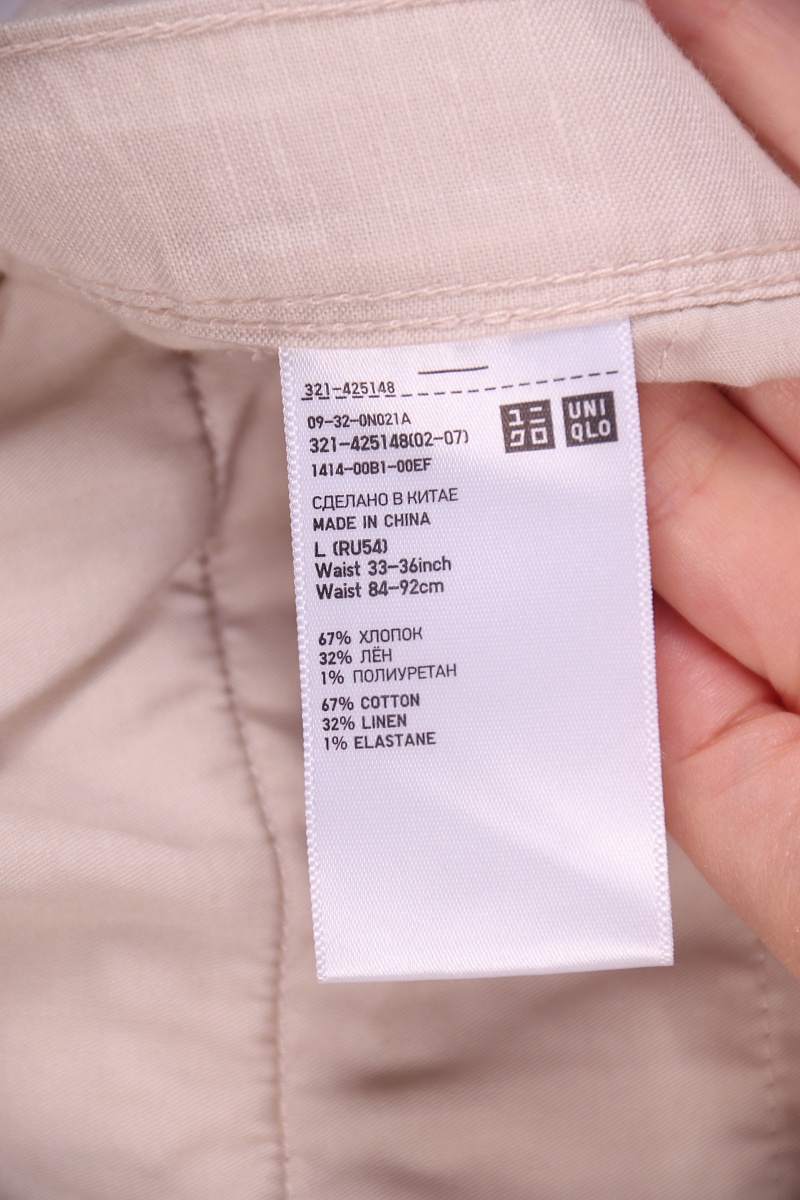 321-425148
09-32-0N021A
321-425148(02-07)
1414-00B1-00EF
ユニ
クロ
UNI
QLO
СДЕЛАНО В КИТАЕ
MADE IN CHINA
L (RU54)
Waist 33-36inch
Waist 84-92cm
67% ХЛОПОК
32% ЛЁН
1% ПОЛИУРЕТАН
67% COTTON
32% LINEN
1% ELASTANE